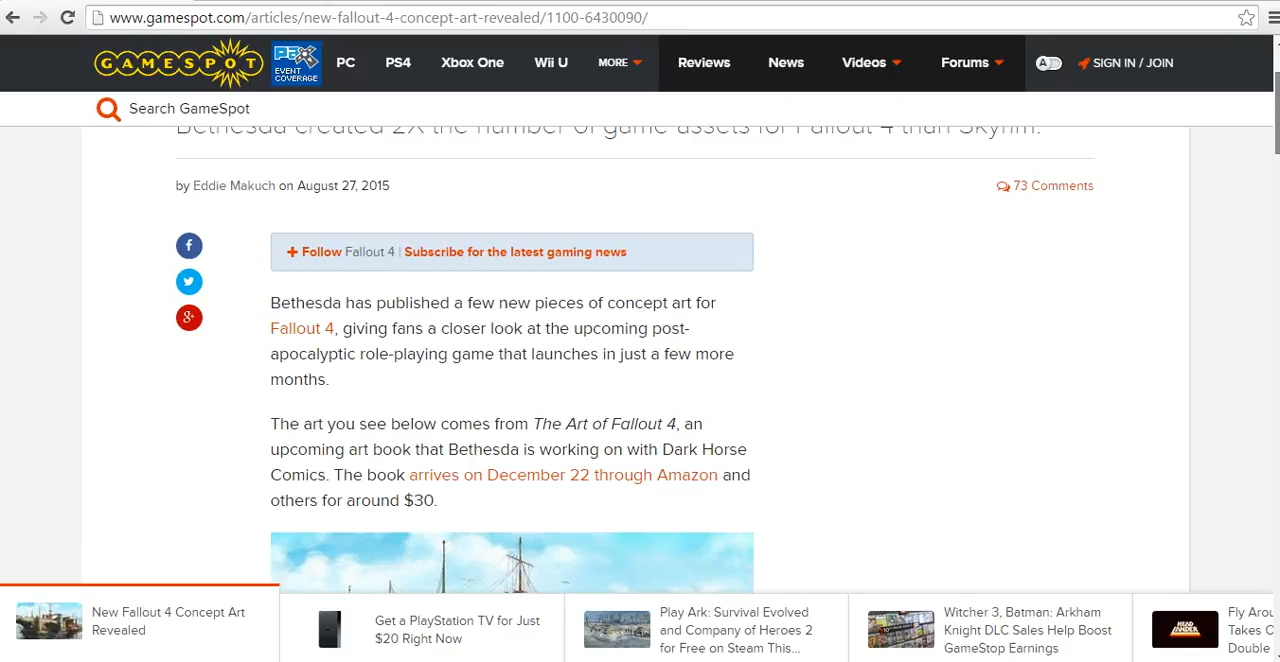 www.gamespot.com/articles/new-fallout-4-concept-art-revealed/1100-6430090/
GAMESPOT
PAX
EVENT
COVERAGE
PC PS4 Xbox One Wii U MORE Reviews News Videos Forums SIGN IN / JOIN
Search GameSpot
Bethesda created 2X the number of game assets for Fallout 4 than Skyrim.
by Eddie Makuch on August 27, 2015
73 Comments
+ Follow Fallout 4 | Subscribe for the latest gaming news
Bethesda has published a few new pieces of concept art for
Fallout 4, giving fans a closer look at the upcoming post-
apocalyptic role-playing game that launches in just a few more
months.
The art you see below comes from The Art of Fallout 4, an
upcoming art book that Bethesda is working on with Dark Horse
Comics. The book arrives on December 22 through Amazon and
others for around $30.
New Fallout 4 Concept Art
Revealed
Get a PlayStation TV for Just
$20 Right Now
Play Ark: Survival Evolved
and Company of Heroes 2
for Free on Steam This...
Witcher 3, Batman: Arkham
Knight DLC Sales Help Boost
GameStop Earnings
HEADLANDER
Fly Arou
Takes C
Double